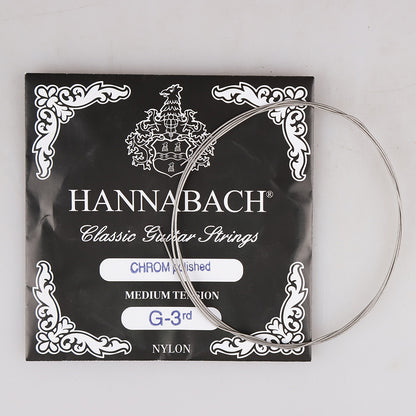 HANNABACH®
Classic Guitar Strings
CHROM polished
MEDIUM TENSION
G-3rd
NYLON